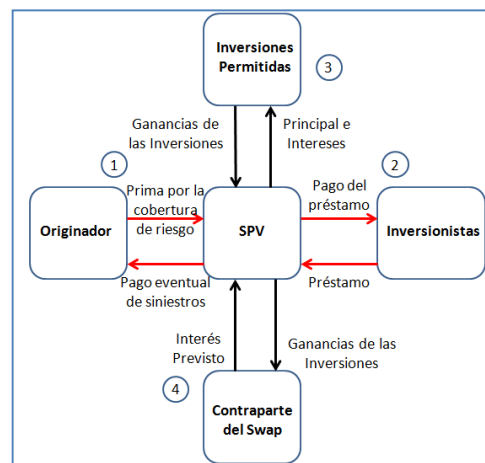 Inversiones
Permitidas
3
Ganancias de
las Inversiones
Principal e
Intereses
1
2
Originador
Prima por la
cobertura
de riesgo
SPV
Pago del
préstamo
Inversionistas
Pago eventual
de siniestros
Préstamo
Interés
Previsto
Ganancias de las
Inversiones
4
Contraparte
del Swap